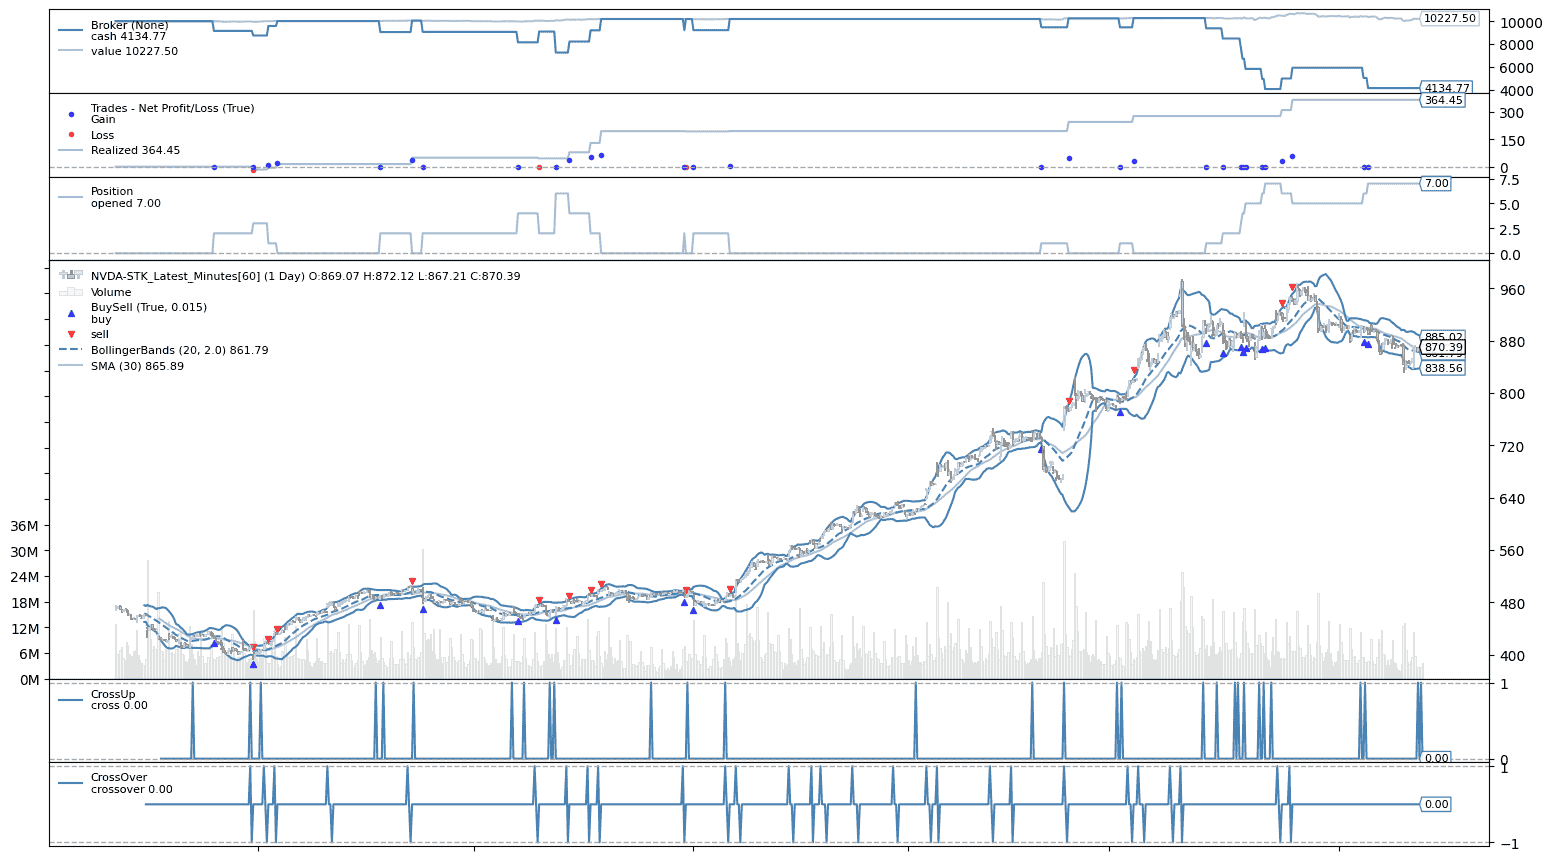 Broker (None)
cash 4134.77
value 10227.50
10227.50
10000
8000
6000
4000
4134.77
Trades - Net Profit/Loss (True)
Gain
Loss
Realized 364.45
364.45
300
150
0
Position
opened 7.00
7.00
7.5
5.0
2.5
0.0
NVDA-STK_Latest_Minutes[60] (1 Day) O:869.07 H:872.12 L:867.21 C:870.39
Volume
BuySell (True, 0.015)
buy
sell
BollingerBands (20, 2.0) 861.79
SMA (30) 865.89
960
880
800
720
640
560
480
400
885.02
870.39
861.79
838.56
36M
30M
24M
18M
12M
6M
0M
CrossUp
cross 0.00
1
0
0.00
CrossOver
crossover 0.00
1
0.00
−1